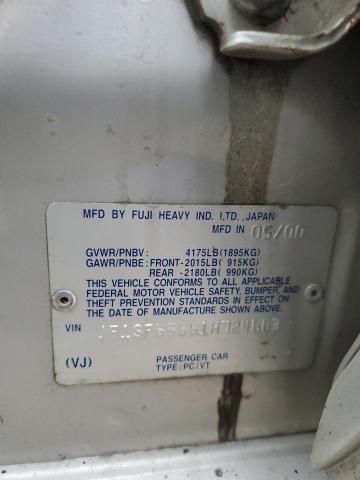 MFD BY FUJI HEAVY IND. LTD., JAPAN
MFD IN 05/00
GVWR/PNBV : 4175LB(1895KG)
GAWR/PNBE: FRONT-2015LB( 915KG)
REAR -2180LB( 990KG)
THIS VEHICLE CONFORMS TO ALL APPLICABLE
FEDERAL MOTOR VEHICLE SAFETY, BUMPER, AND
THEFT PREVENTION STANDARDS IN EFFECT ON
THE DATE OF MANUFACTURE SHOWN ABOVE.
VIN
(VJ)
PASSENGER CAR
TYPE: PC/VT